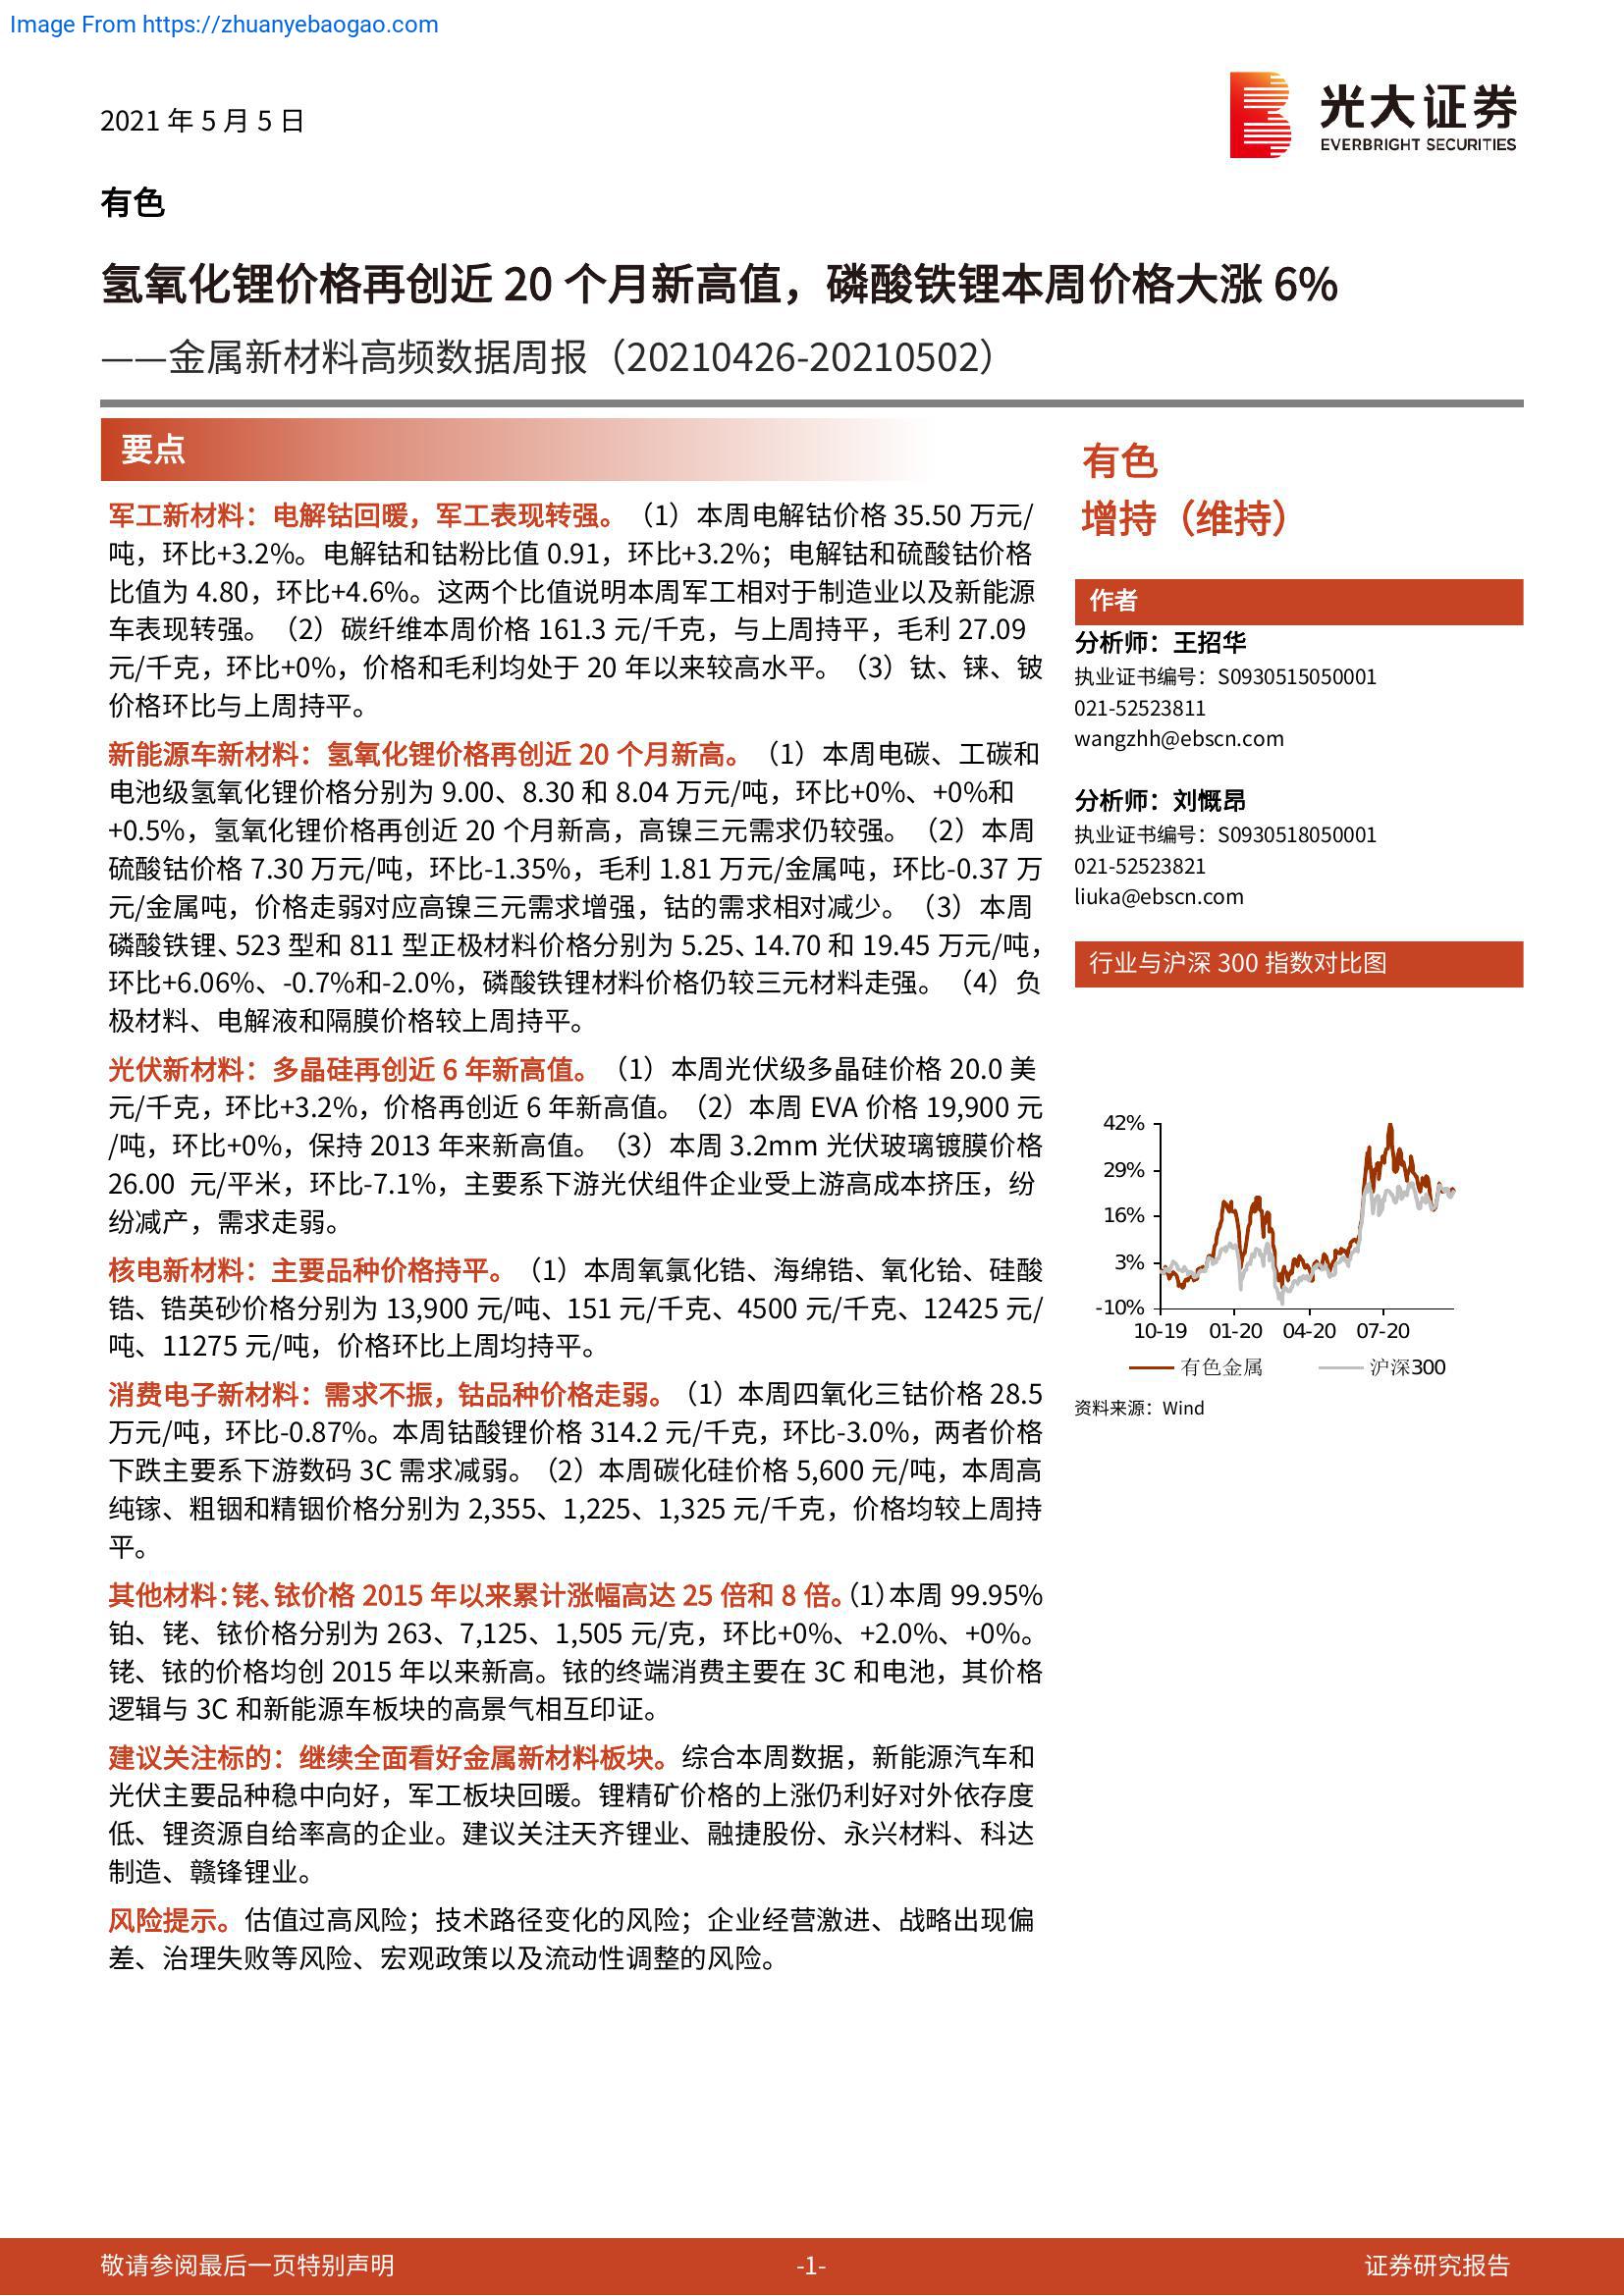 Image From https://zhuanyebaogao.com
2021 年 5 月 5 日
光大证券
EVERBRIGHT SECURITIES
有色
氢氧化锂价格再创近 20 个月新高值，磷酸铁锂本周价格大涨 6%
——金属新材料高频数据周报（20210426-20210502）
要点
军工新材料：电解钴回暖，军工表现转强。（1）本周电解钴价格 35.50 万元/
吨，环比+3.2%。电解钴和钴粉比值 0.91，环比+3.2%；电解钴和硫酸钴价格
比值为 4.80，环比+4.6%。这两个比值说明本周军工相对于制造业以及新能源
车表现转强。（2）碳纤维本周价格 161.3 元/千克，与上周持平，毛利 27.09
元/千克，环比+0%，价格和毛利均处于 20 年以来较高水平。（3）钛、铼、铍
价格环比与上周持平。
新能源车新材料：氢氧化锂价格再创近 20 个月新高。（1）本周电碳、工碳和
电池级氢氧化锂价格分别为 9.00、8.30 和 8.04 万元/吨，环比+0%、+0%和
+0.5%，氢氧化锂价格再创近 20 个月新高，高镍三元需求仍较强。（2）本周
硫酸钴价格 7.30 万元/吨，环比-1.35%，毛利 1.81 万元/金属吨，环比-0.37 万
元/金属吨，价格走弱对应高镍三元需求增强，钴的需求相对减少。（3）本周
磷酸铁锂、523 型和 811 型正极材料价格分别为 5.25、14.70 和 19.45 万元/吨，
环比+6.06%、-0.7%和-2.0%，磷酸铁锂材料价格仍较三元材料走强。（4）负
极材料、电解液和隔膜价格较上周持平。
光伏新材料：多晶硅再创近 6 年新高值。（1）本周光伏级多晶硅价格 20.0 美
元/千克，环比+3.2%，价格再创近 6 年新高值。（2）本周 EVA 价格 19,900 元
/吨，环比+0%，保持 2013 年来新高值。（3）本周 3.2mm 光伏玻璃镀膜价格
26.00 元/平米，环比-7.1%，主要系下游光伏组件企业受上游高成本挤压，纷
纷减产，需求走弱。
核电新材料：主要品种价格持平。（1）本周氧氯化锆、海绵锆、氧化铪、硅酸
锆、锆英砂价格分别为 13,900 元/吨、151 元/千克、4500 元/千克、12425 元/
吨、11275 元/吨，价格环比上周均持平。
消费电子新材料：需求不振，钴品种价格走弱。（1）本周四氧化三钴价格 28.5
万元/吨，环比-0.87%。本周钴酸锂价格 314.2 元/千克，环比-3.0%，两者价格
下跌主要系下游数码 3C 需求减弱。（2）本周碳化硅价格 5,600 元/吨，本周高
纯镓、粗铟和精铟价格分别为 2,355、1,225、1,325 元/千克，价格均较上周持
平。
其他材料：铑、铱价格 2015 年以来累计涨幅高达 25 倍和 8 倍。（1）本周 99.95%
铂、铑、铱价格分别为 263、7,125、1,505 元/克，环比+0%、+2.0%、+0%。
铑、铱的价格均创 2015 年以来新高。铱的终端消费主要在 3C 和电池，其价格
逻辑与 3C 和新能源车板块的高景气相互印证。
建议关注标的：继续全面看好金属新材料板块。综合本周数据，新能源汽车和
光伏主要品种稳中向好，军工板块回暖。锂精矿价格的上涨仍利好对外依存度
低、锂资源自给率高的企业。建议关注天齐锂业、融捷股份、永兴材料、科达
制造、赣锋锂业。
风险提示。估值过高风险；技术路径变化的风险；企业经营激进、战略出现偏
差、治理失败等风险、宏观政策以及流动性调整的风险。
有色
增持（维持）
作者
分析师：王招华
执业证书编号：S0930515050001
021-52523811
wangzhh@ebscn.com
分析师：刘慨昂
执业证书编号：S0930518050001
021-52523821
liuka@ebscn.com
行业与沪深 300 指数对比图
42%
29%
16%
3%
-10%
10-19 01-20 04-20 07-20
有色金属 沪深300
资料来源：Wind
敬请参阅最后一页特别声明 -1- 证券研究报告